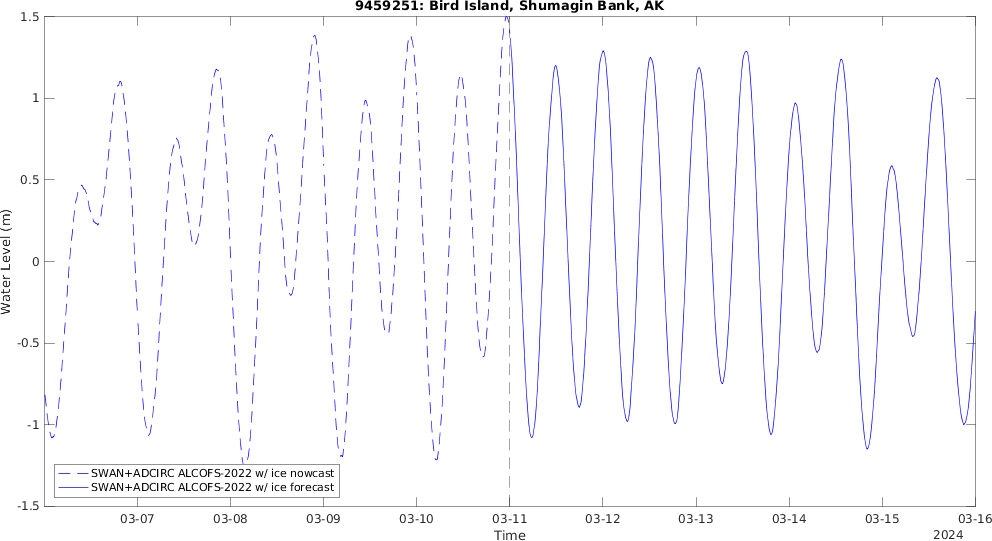 9459251: Bird Island, Shumagin Bank, AK
1.5
1
0.5
0
-0.5
-1
-1.5
Water Level (m)
SWAN+ADCIRC ALCOFS-2022 w/ ice nowcast
SWAN+ADCIRC ALCOFS-2022 w/ ice forecast
03-07 03-08 03-09 03-10 03-11 03-12 03-13 03-14 03-15 03-16
Time
2024